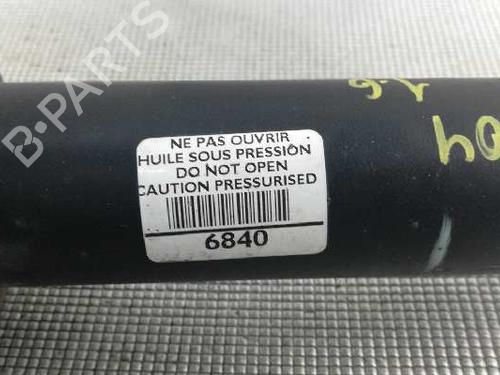 B-PARTS
NE PAS OUVRIR
HUILE SOUS PRESSION
DO NOT OPEN
CAUTION PRESSURISED
6840